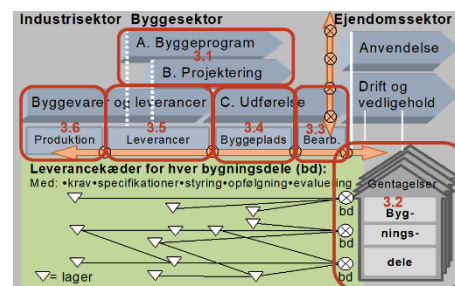 Industrisektor Byggesektor Ejendomssektor
A. Byggeprogram
3.1
B. Projektering
Anvendelse
Drift og
vedligehold
Byggevarer og leverancer C. Udførelse
3.6 3.5 3.4 3.3
Produktion Leverancer Byggeplads Bearb.
Leverancekæder for hver bygningsdele (bd):
Med: •krav•specifikationer•styring•opfølgning•evaluering
Gentagelser
3.2
bd
Byg-
bd
nings-
bd
dele
= lager